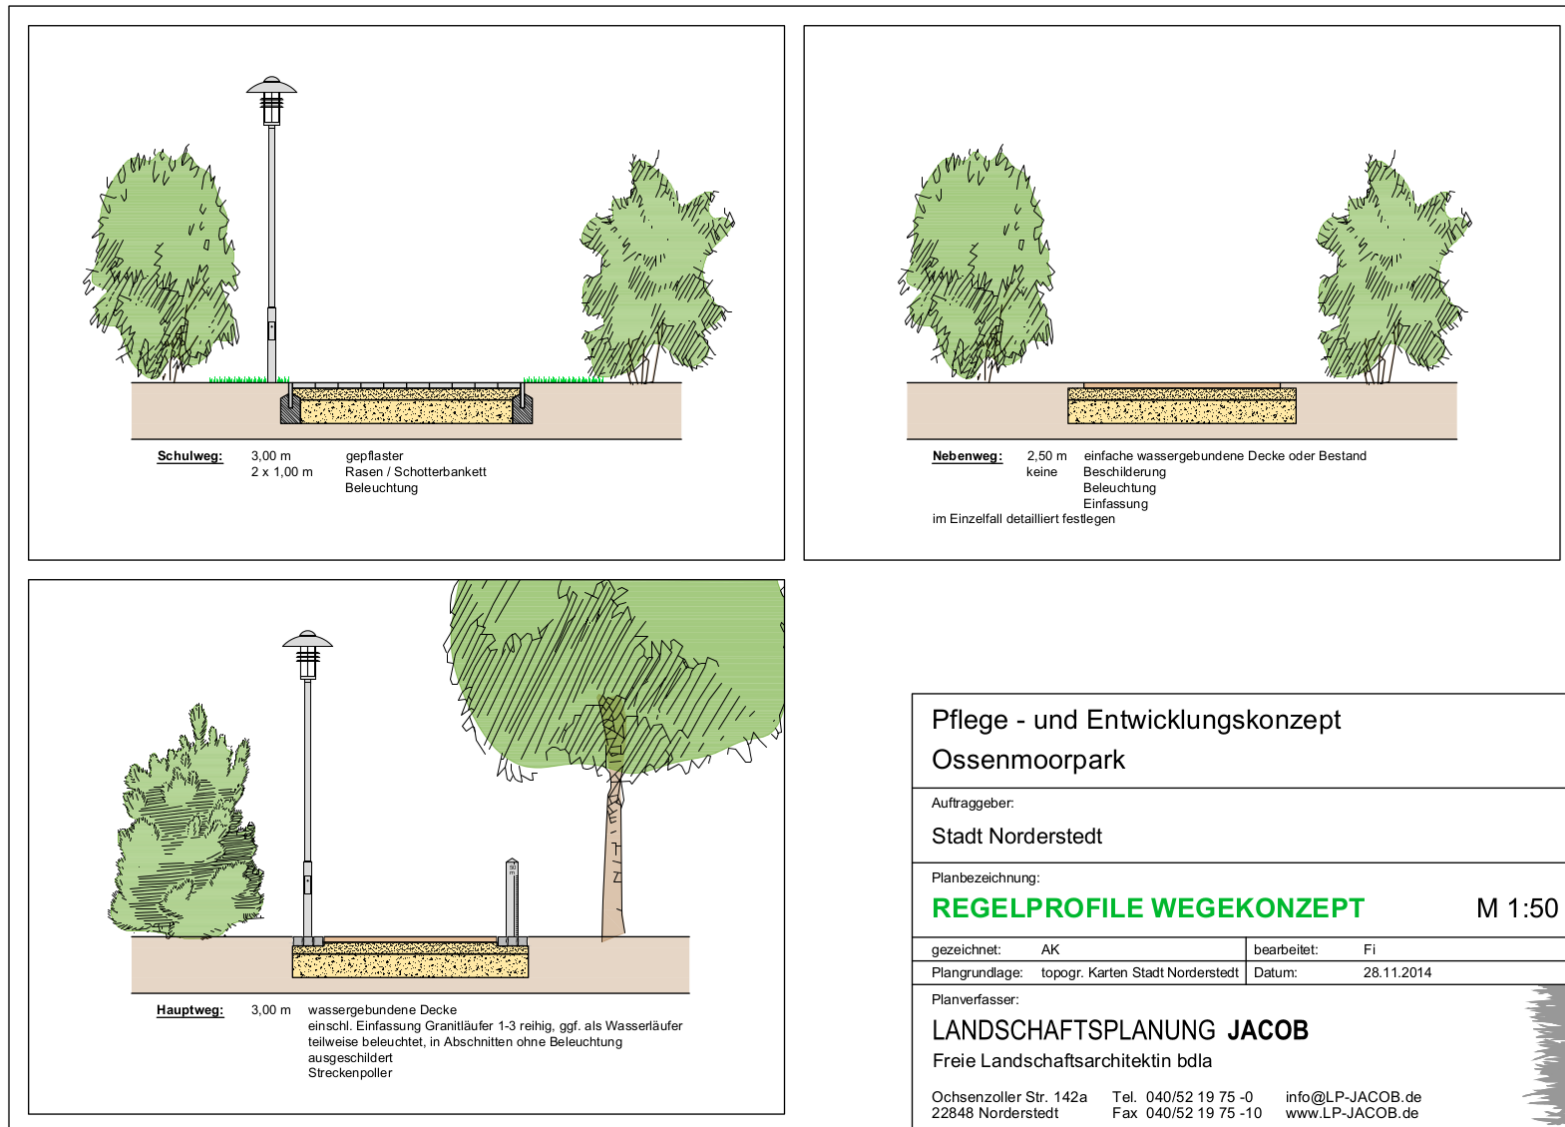 Schulweg: 3,00 m gepflaster
2 x 1,00 m Rasen / Schotterbankett
Beleuchtung
Nebenweg: 2,50 m einfache wassergebundene Decke oder Bestand
keine Beschilderung
Beleuchtung
Einfassung
im Einzelfall detailliert festlegen
Hauptweg: 3,00 m wassergebundene Decke
einschl. Einfassung Granitläufer 1-3 reihig, ggf. als Wasserläufer
teilweise beleuchtet, in Abschnitten ohne Beleuchtung
ausgeschildert
Streckenpoller
Pflege - und Entwicklungskonzept
Ossenmoorpark
Auftraggeber:
Stadt Norderstedt
Planbezeichnung:
REGELPROFILE WEGEKONZEPT M 1:50
gezeichnet: AK bearbeitet: Fi
Plangrundlage: topogr. Karten Stadt Norderstedt Datum: 28.11.2014
Planverfasser:
LANDSCHAFTSPLANUNG JACOB
Freie Landschaftsarchitektin bdla
Ochsenzoller Str. 142a Tel. 040/52 19 75 -0 info@LP-JACOB.de
22848 Norderstedt Fax 040/52 19 75 -10 www.LP-JACOB.de